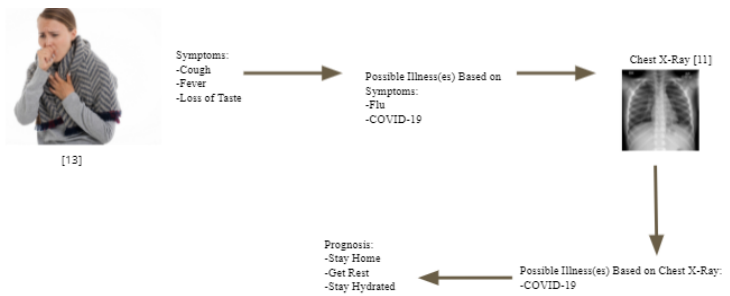 Symptoms:
-Cough
-Fever
-Loss of Taste
[13]
Possible Illness(es) Based on
Symptoms:
-Flu
-COVID-19
Chest X-Ray [11]
Possible Illness(es) Based on Chest X-Ray:
-COVID-19
Prognosis:
-Stay Home
-Get Rest
-Stay Hydrated